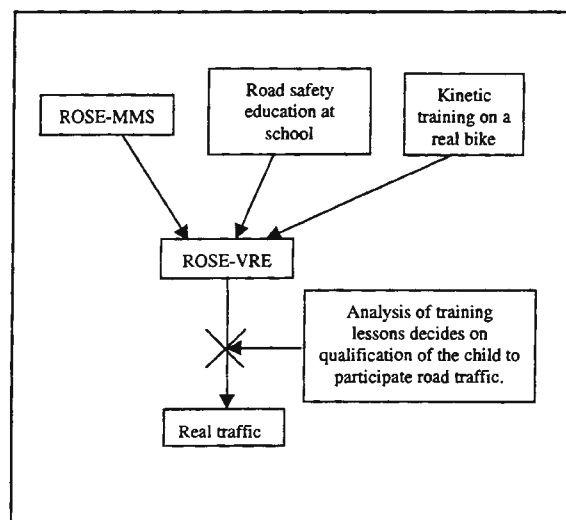 ROSE-MMS
Road safety
education at
school
Kinetic
training on a
real bike
ROSE-VRE
Analysis of training
lessons decides on
qualification of the child to
participate road traffic.
Real traffic